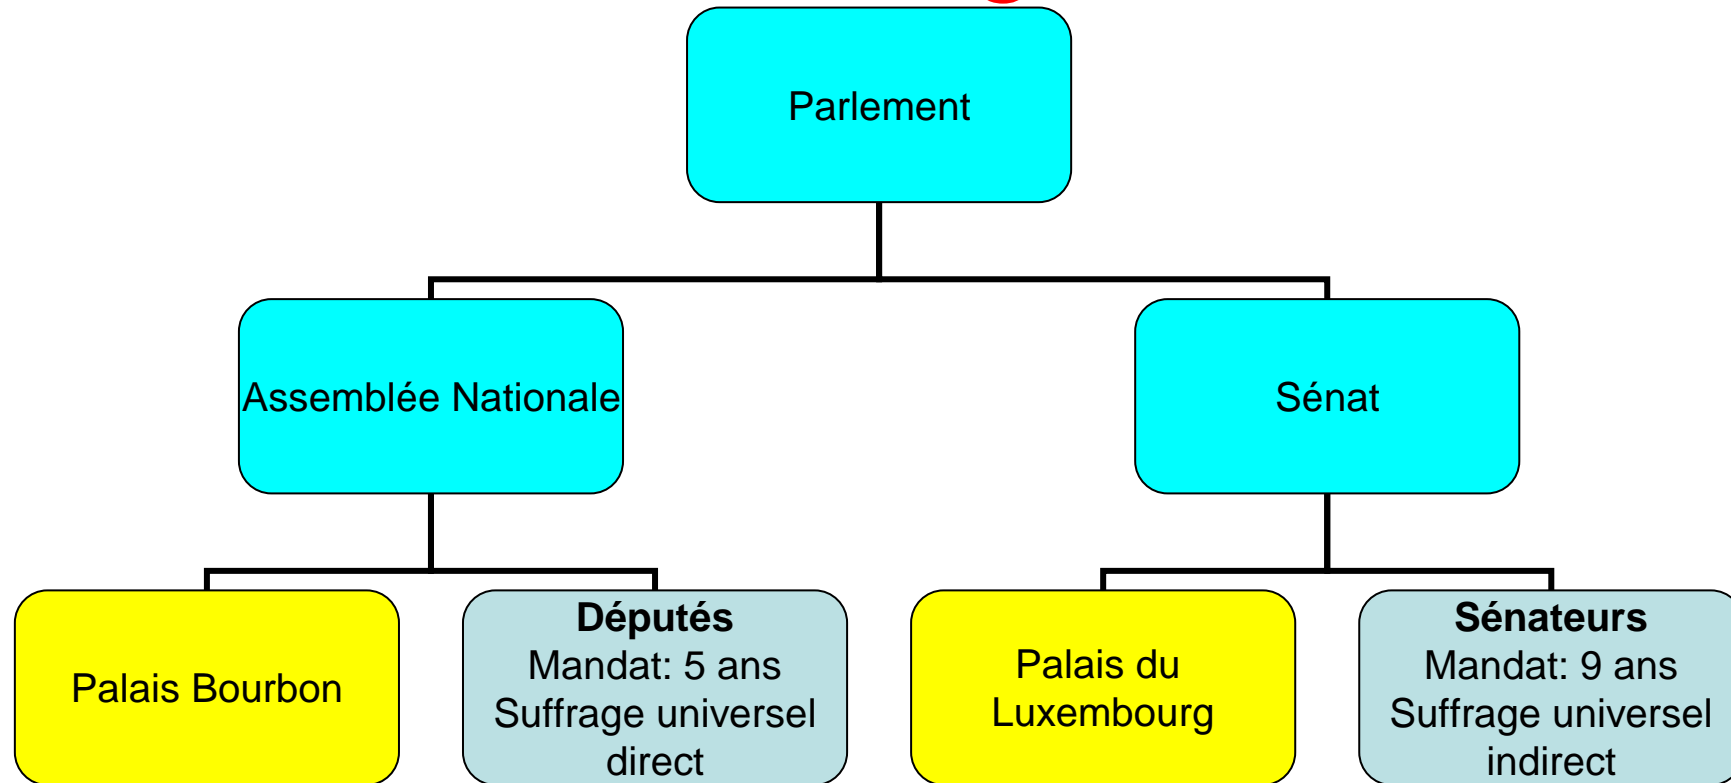 Parlement
Assemblée Nationale
Sénat
Palais Bourbon
Députés
Mandat: 5 ans
Suffrage universel
direct
Palais du
Luxembourg
Sénateurs
Mandat: 9 ans
Suffrage universel
indirect